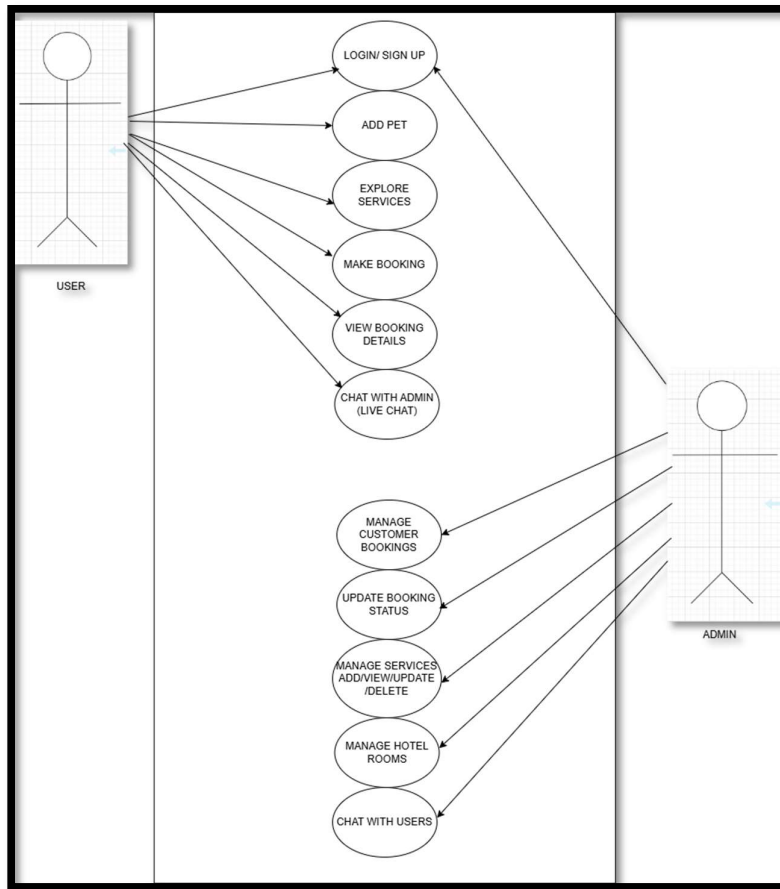 LOGIN/ SIGN UP
ADD PET
EXPLORE
SERVICES
MAKE BOOKING
USER
VIEW BOOKING
DETAILS
CHAT WITH ADMIN
(LIVE CHAT)
MANAGE
CUSTOMER
BOOKINGS
UPDATE BOOKING
STATUS
ADMIN
MANAGE SERVICES
ADD/VIEW/UPDATE
/DELETE
MANAGE HOTEL
ROOMS
CHAT WITH USERS